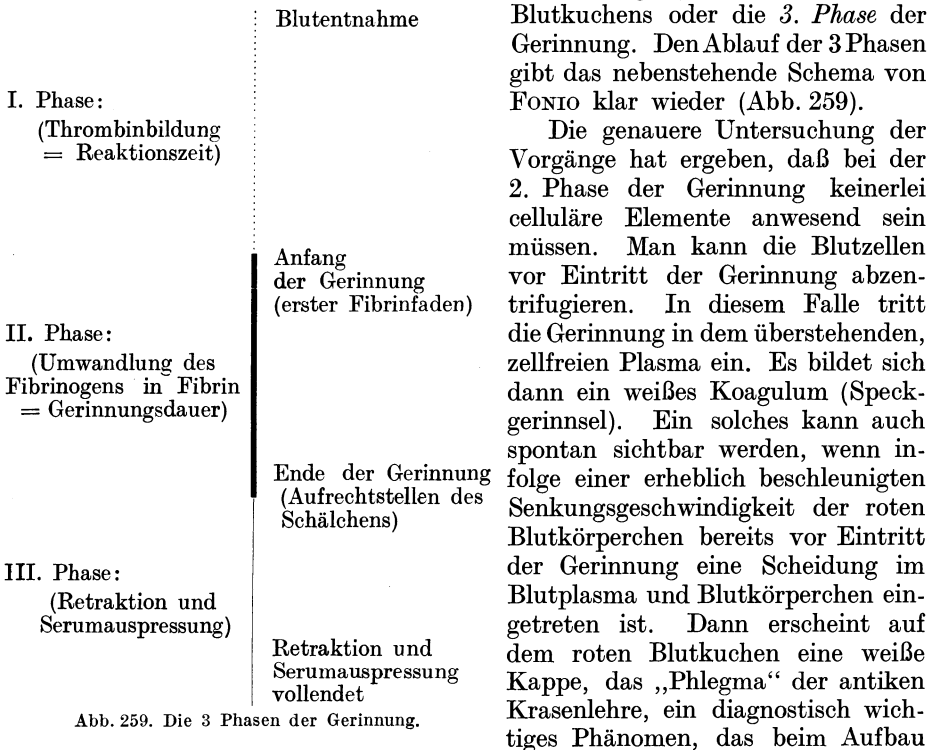 Blutentnahme
I. Phase:
(Thrombinbildung
= Reaktionszeit)
Anfang
der Gerinnung
(erster Fibrinfaden)
II. Phase:
(Umwandlung des
Fibrinogens in Fibrin
= Gerinnungsdauer)
Ende der Gerinnung
(Aufrechtstellen des
Schälchens)
III. Phase:
(Retraktion und
Serumauspressung)
Retraktion und
Serumauspressung
vollendet
Abb. 259. Die 3 Phasen der Gerinnung.
Blutkuchens oder die 3. Phase der
Gerinnung. Den Ablauf der 3 Phasen
gibt das nebenstehende Schema von
FONIO klar wieder (Abb. 259).
Die genauere Untersuchung der
Vorgänge hat ergeben, daß bei der
2. Phase der Gerinnung keinerlei
celluläre Elemente anwesend sein
müssen. Man kann die Blutzellen
vor Eintritt der Gerinnung abzen-
trifugieren. In diesem Falle tritt
die Gerinnung in dem überstehenden,
zellfreien Plasma ein. Es bildet sich
dann ein weißes Koagulum (Speck-
gerinnsel). Ein solches kann auch
spontan sichtbar werden, wenn in-
folge einer erheblich beschleunigten
Senkungsgeschwindigkeit der roten
Blutkörperchen bereits vor Eintritt
der Gerinnung eine Scheidung im
Blutplasma und Blutkörperchen ein-
getreten ist. Dann erscheint auf
dem roten Blutkuchen eine weiße
Kappe, das „Phlegma“ der antiken
Krasenlehre, ein diagnostisch wich-
tiges Phänomen, das beim Aufbau